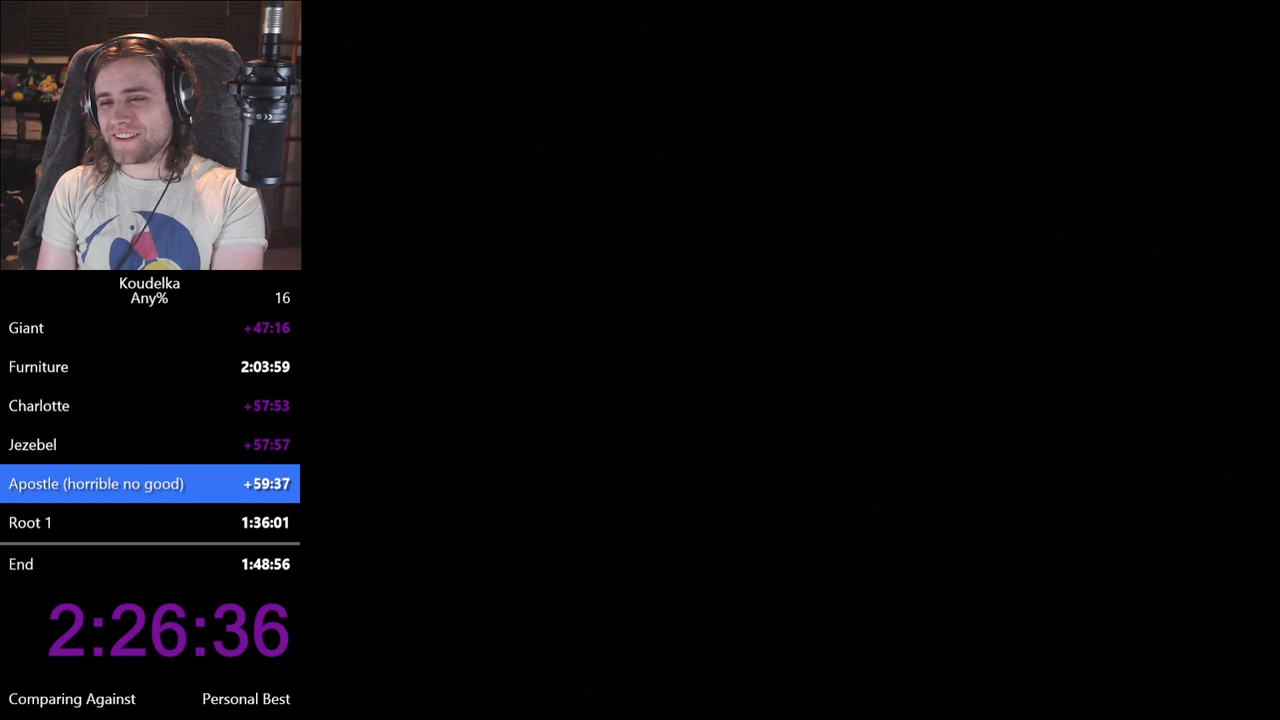 Koudelka
Any% 16
Giant +47:16
Furniture 2:03:59
Charlotte +57:53
Jezebel +57:57
Apostle (horrible no good) +59:37
Root 1 1:36:01
End 1:48:56
2:26:36
Comparing Against Personal Best